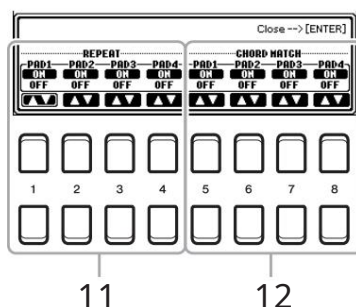 Close -->[ENTER]
REPEAT CHORD MATCH
PAD1 PAD2 PAD3 PAD4 PAD1 PAD2 PAD3 PAD4
ON ON ON ON ON ON ON ON
OFF OFF OFF OFF OFF OFF OFF OFF
1 2 3 4 5 6 7 8
11 12